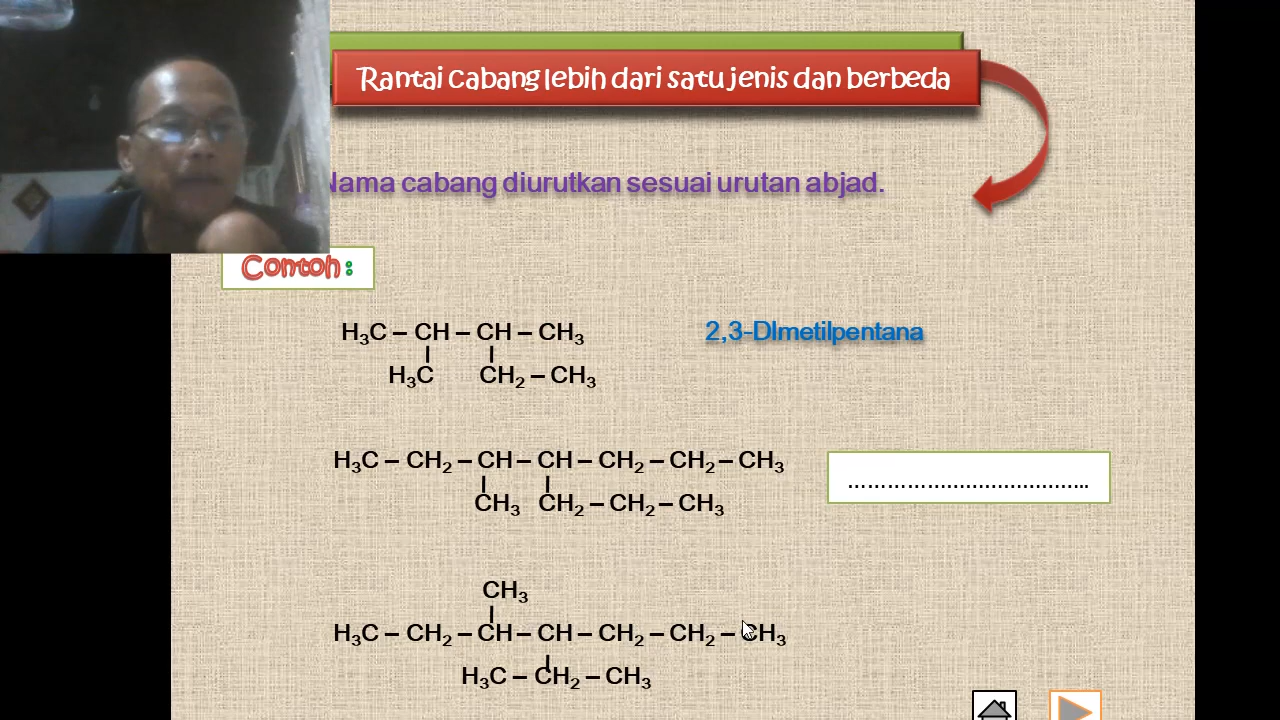 Rantai cabang lebih dari satu jenis dan berbeda
Nama cabang diurutkan sesuai urutan abjad.
Contoh :
H₃C – CH – CH – CH₃ 2,3-DImetilpentana
H₃C CH₂ – CH₃
H₃C – CH₂ – CH – CH – CH₂ – CH₂ – CH₃ ........................................
CH₃ CH₂ – CH₂ – CH₃
CH₃
H₃C – CH₂ – CH – CH – CH₂ – CH₂ – CH₃
H₃C – CH₂ – CH₃